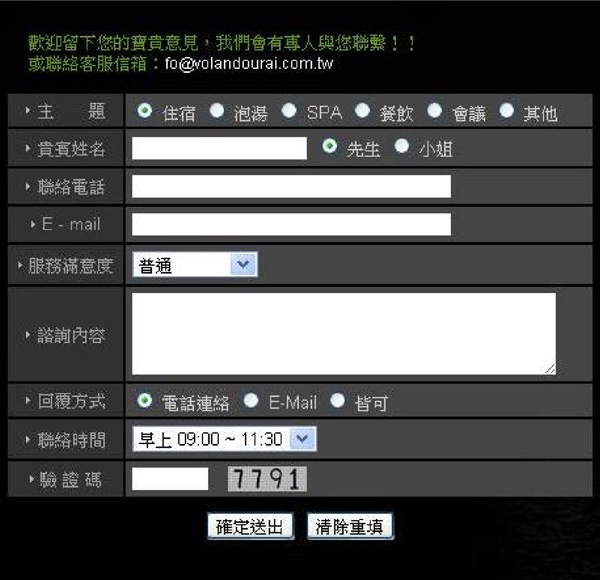 歡迎留下您的寶貴意見，我們會有專人與您聯繫！！
或聯絡客服信箱：fo@volandourai.com.tw
主 題 住宿 泡湯 SPA 餐飲 會議 其他
貴賓姓名 先生 小姐
聯絡電話
E - mail
服務滿意度 普通
諮詢內容
回覆方式 電話連絡 E-Mail 皆可
聯絡時間 早上 09:00 ~ 11:30
驗 證 碼 7791
確定送出 清除重填